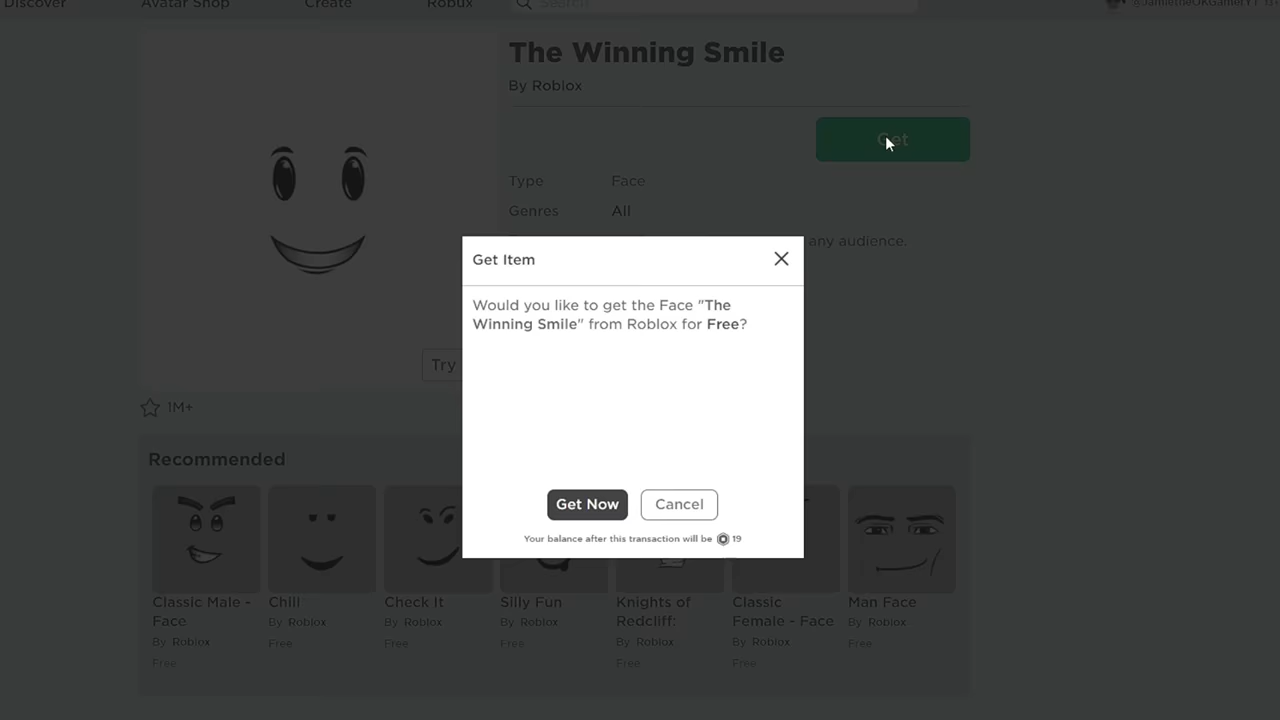 Discover Avatar Shop Create Robux Search @JamietheOKGamerYT 13+
The Winning Smile
By Roblox
Get
Type Face
Genres All
any audience.
Get Item
Would you like to get the Face "The
Winning Smile" from Roblox for Free?
Try
1M+
Recommended
Get Now Cancel
Your balance after this transaction will be 19
Classic Male -
Face
By Roblox
Free
Chill
By Roblox
Free
Check It
By Roblox
Free
Silly Fun
By Roblox
Free
Knights of
Redcliff:
By Roblox
Free
Classic
Female - Face
By Roblox
Free
Man Face
By Roblox
Free